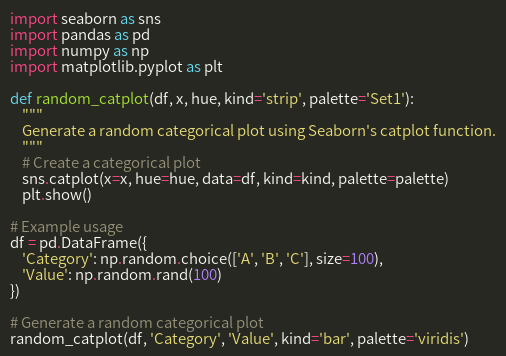 import seaborn as sns
import pandas as pd
import numpy as np
import matplotlib.pyplot as plt

def random_catplot(df, x, hue, kind='strip', palette='Set1'):
    """
    Generate a random categorical plot using Seaborn's catplot function.
    """
    # Create a categorical plot
    sns.catplot(x=x, hue=hue, data=df, kind=kind, palette=palette)
    plt.show()

# Example usage
df = pd.DataFrame({
    'Category': np.random.choice(['A', 'B', 'C'], size=100),
    'Value': np.random.rand(100)
})

# Generate a random categorical plot
random_catplot(df, 'Category', 'Value', kind='bar', palette='viridis')